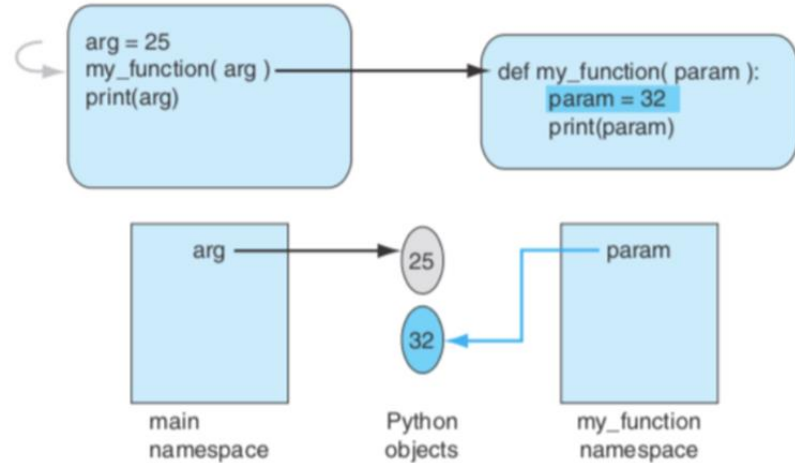 arg = 25
my_function( arg )
print(arg)
def my_function( param ):
param = 32
print(param)
arg
25
32
param
main
namespace
Python
objects
my_function
namespace